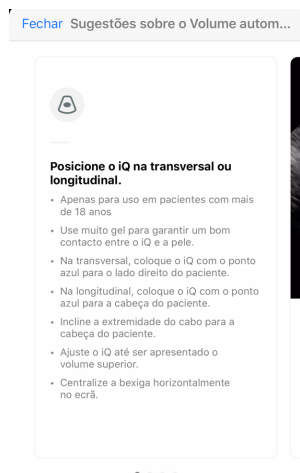 Fechar Sugestões sobre o Volume autom...
Posicione o iQ na transversal ou
longitudinal.
• Apenas para uso em pacientes com mais
de 18 anos
• Use muito gel para garantir um bom
contacto entre o iQ e a pele.
• Na transversal, coloque o iQ com o ponto
azul para o lado direito do paciente.
• Na longitudinal, coloque o iQ com o ponto
azul para a cabeça do paciente.
• Incline a extremidade do cabo para a
cabeça do paciente.
• Ajuste o iQ até ser apresentado o
volume superior.
• Centralize a bexiga horizontalmente
no ecrã.